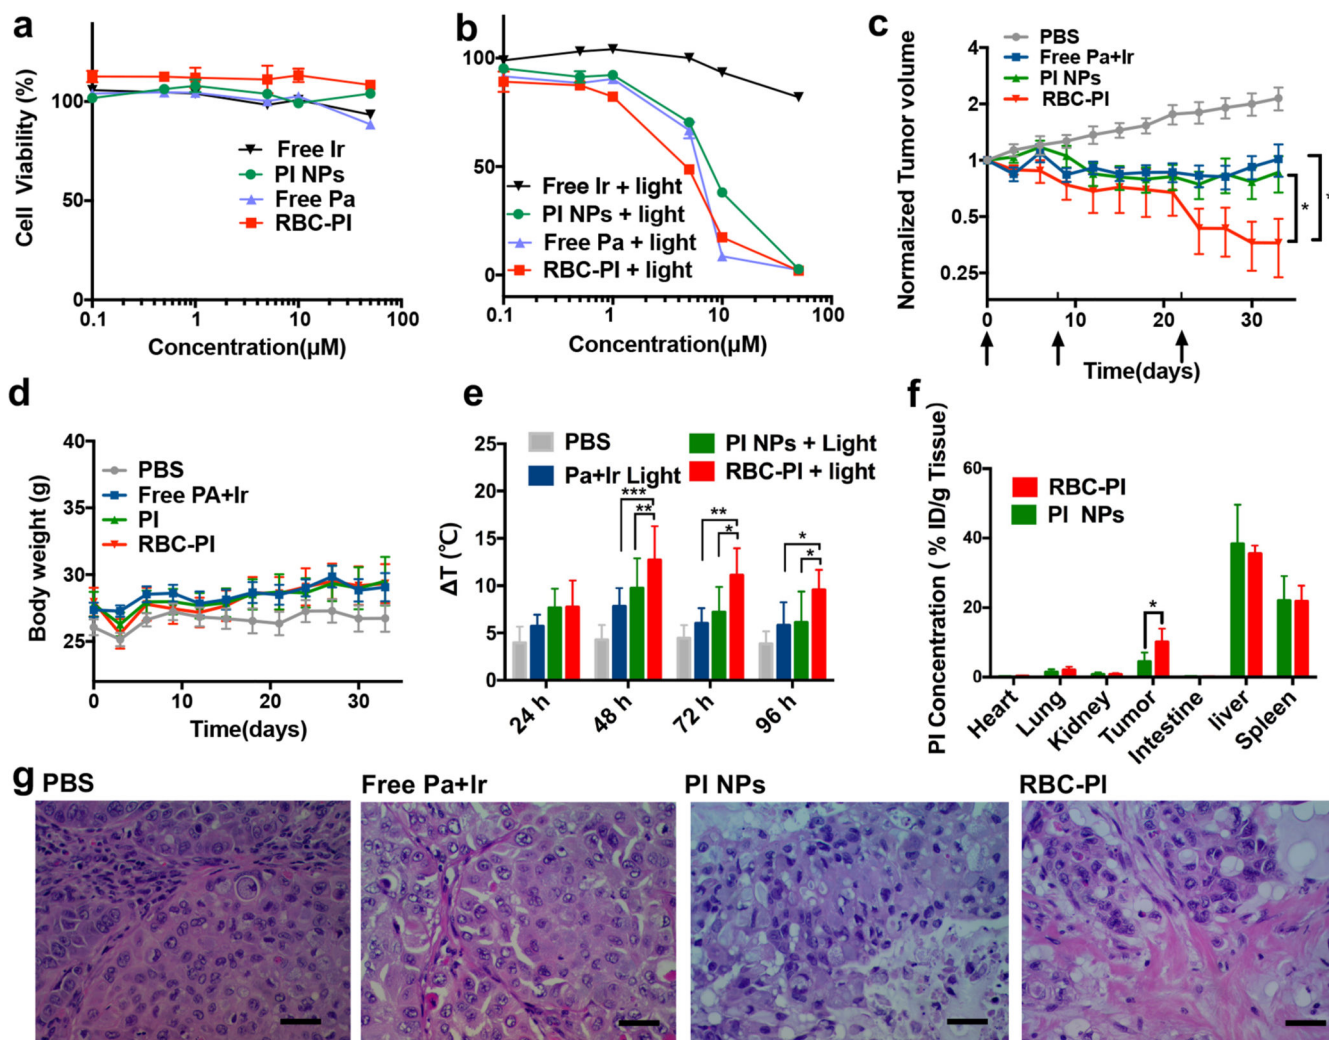 a
Cell Viability (%)
100
50
0
0.1
1
10
100
Concentration(μM)
Free Ir
PI NPs
Free Pa
RBC-PI
b
100
50
0
0.1
1
10
100
Concentration(μM)
Free Ir + light
PI NPs + light
Free Pa + light
RBC-PI + light
c
Normalized Tumor volume
4
2
1
0.5
0.25
0
10
20
30
Time(days)
PBS
Free Pa+Ir
PI NPs
RBC-PI
*
*
d
Body weight (g)
40
35
30
25
0
10
20
30
Time(days)
PBS
Free PA+Ir
PI
RBC-PI
e
ΔT (℃)
25
20
15
10
5
0
PBS
Pa+Ir Light
PI NPs + Light
RBC-PI + light
***
**
**
*
*
*
24 h
48 h
72 h
96 h
f
PI Concentration ( % ID/g Tissue)
60
40
20
0
RBC-PI
PI NPs
*
Heart
Lung
Kidney
Tumor
Intestine
liver
Spleen
g
PBS
Free Pa+Ir
PI NPs
RBC-PI